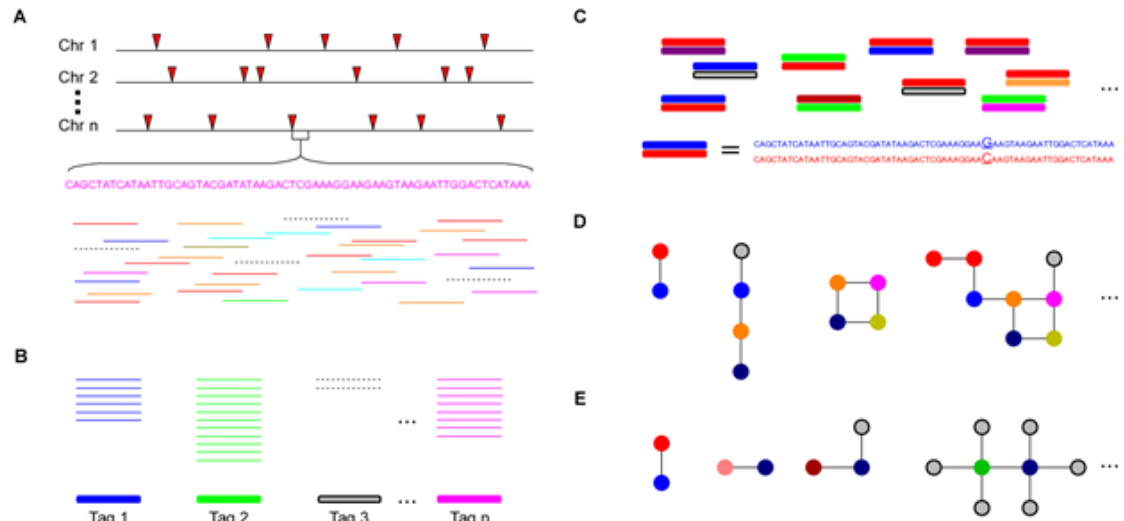 A
Chr 1
Chr 2
Chr n
CAGCTATCATAATTGCAGTACGATATAAGACTCGAAAGGAAGAAGTAAGAATTGGACTCATAAA
B
...
...
Tag 1
Tag 2
Tag 3
Tag n
C
...
=
CAGCTATCATAATTGCAGTACGATATAAGACTCGAAAGGAAGAAGTAAGAATTGGACTCATAAA
CAGCTATCATAATTGCAGTACGATATAAGACTCGAAAGGAACAAGTAAGAATTGGACTCATAAA
D
...
E
...